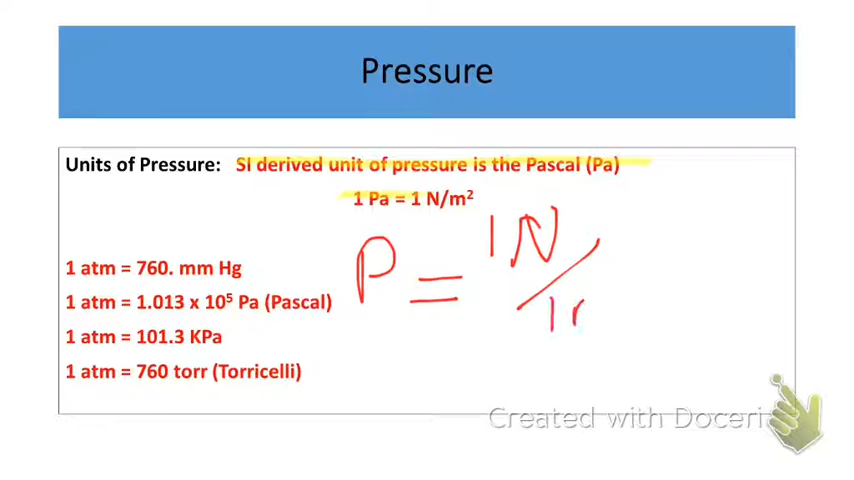 Pressure
Units of Pressure: SI derived unit of pressure is the Pascal (Pa)
1 Pa = 1 N/m²
P = 1N/1
1 atm = 760. mm Hg
1 atm = 1.013 x 10⁵ Pa (Pascal)
1 atm = 101.3 KPa
1 atm = 760 torr (Torricelli)
Created with Doceri